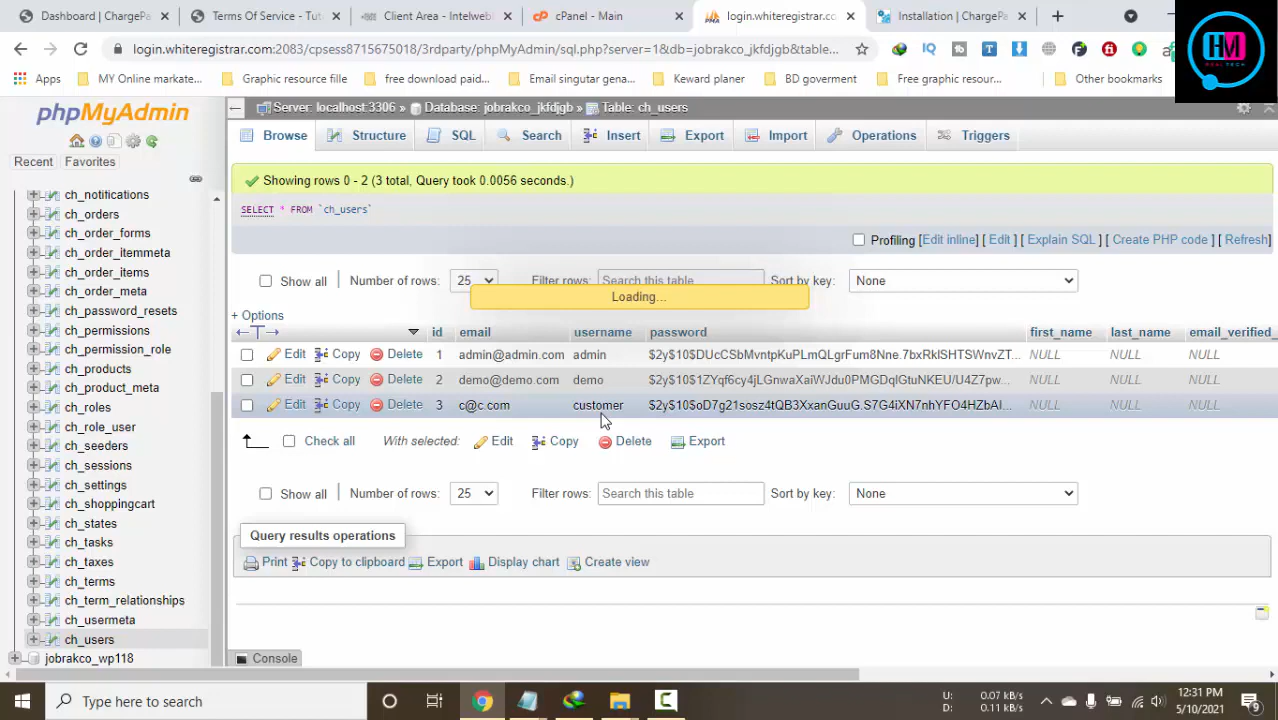 Dashboard | ChargePa
Terms Of Service - Tut
Client Area - Intelweb
cPanel - Main
login.whiteregistrar.co
Installation | ChargePa
login.whiteregistrar.com:2083/cpsess8715675018/3rdparty/phpMyAdmin/sql.php?server=1&db=jobrakco_jkfdjgb&table...
Apps
MY Online markate...
Graphic resource fille
free download paid...
Email singutar gena...
Keward planer
BD goverment
Free graphic resour...
Other bookmarks
HM
REAL TECH
phpMyAdmin
Recent
Favorites
ch_notifications
ch_orders
ch_order_forms
ch_order_itemmeta
ch_order_items
ch_order_meta
ch_password_resets
ch_permissions
ch_permission_role
ch_products
ch_product_meta
ch_roles
ch_role_user
ch_seeders
ch_sessions
ch_settings
ch_shoppingcart
ch_states
ch_tasks
ch_taxes
ch_terms
ch_term_relationships
ch_usermeta
ch_users
jobrakco_wp118
Server: localhost:3306 » Database: jobrakco_jkfdjgb » Table: ch_users
Browse Structure SQL Search Insert Export Import Operations Triggers
Showing rows 0 - 2 (3 total, Query took 0.0056 seconds.)
SELECT * FROM `ch_users`
Profiling [Edit inline] [ Edit ] [ Explain SQL ] [ Create PHP code ] [ Refresh]
Show all Number of rows: 25 Filter rows: Search this table Sort by key: None
Loading...
+ Options
id email username password first_name last_name email_verified
Edit Copy Delete 1 admin@admin.com admin NULL NULL NULL
Edit Copy Delete 2 demo@demo.com demo NULL NULL NULL
Edit Copy Delete 3 c@c.com customer NULL NULL NULL
Check all With selected: Edit Copy Delete Export
Show all Number of rows: 25 Filter rows: Search this table Sort by key: None
Query results operations
Print Copy to clipboard Export Display chart Create view
Console
Type here to search
U: 0.07 kB/s
D: 0.11 kB/s
12:31 PM
5/10/2021
9